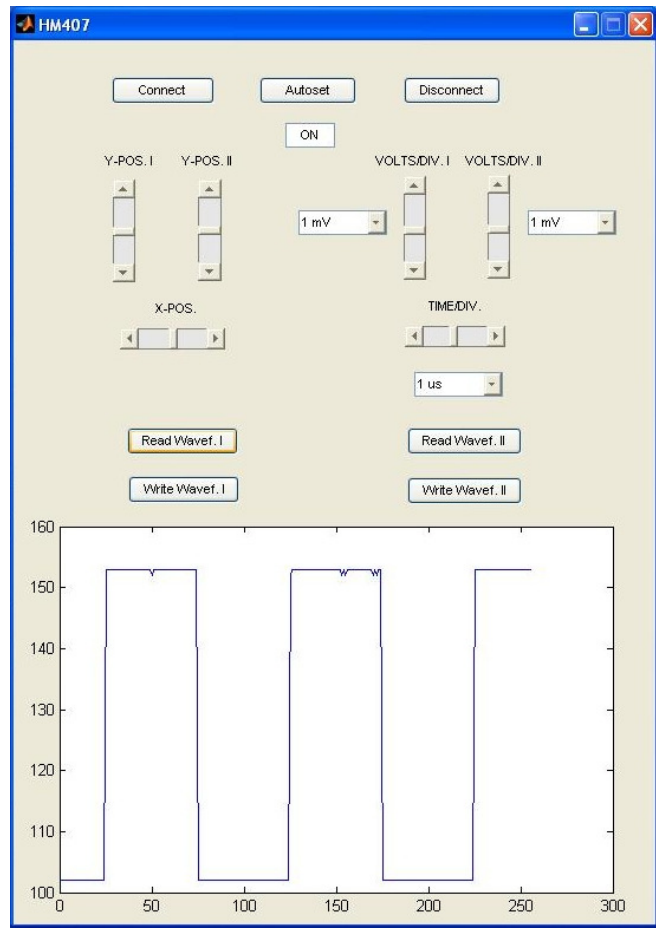 HM407
Connect Autoset Disconnect
ON
Y-POS. I Y-POS. II VOLTS/DIV. I VOLTS/DIV. II
1 mV 1 mV
X-POS. TIME/DIV.
1 us
Read Wavef. I Read Wavef. II
Write Wavef. I Write Wavef. II
160
150
140
130
120
110
100
0 50 100 150 200 250 300